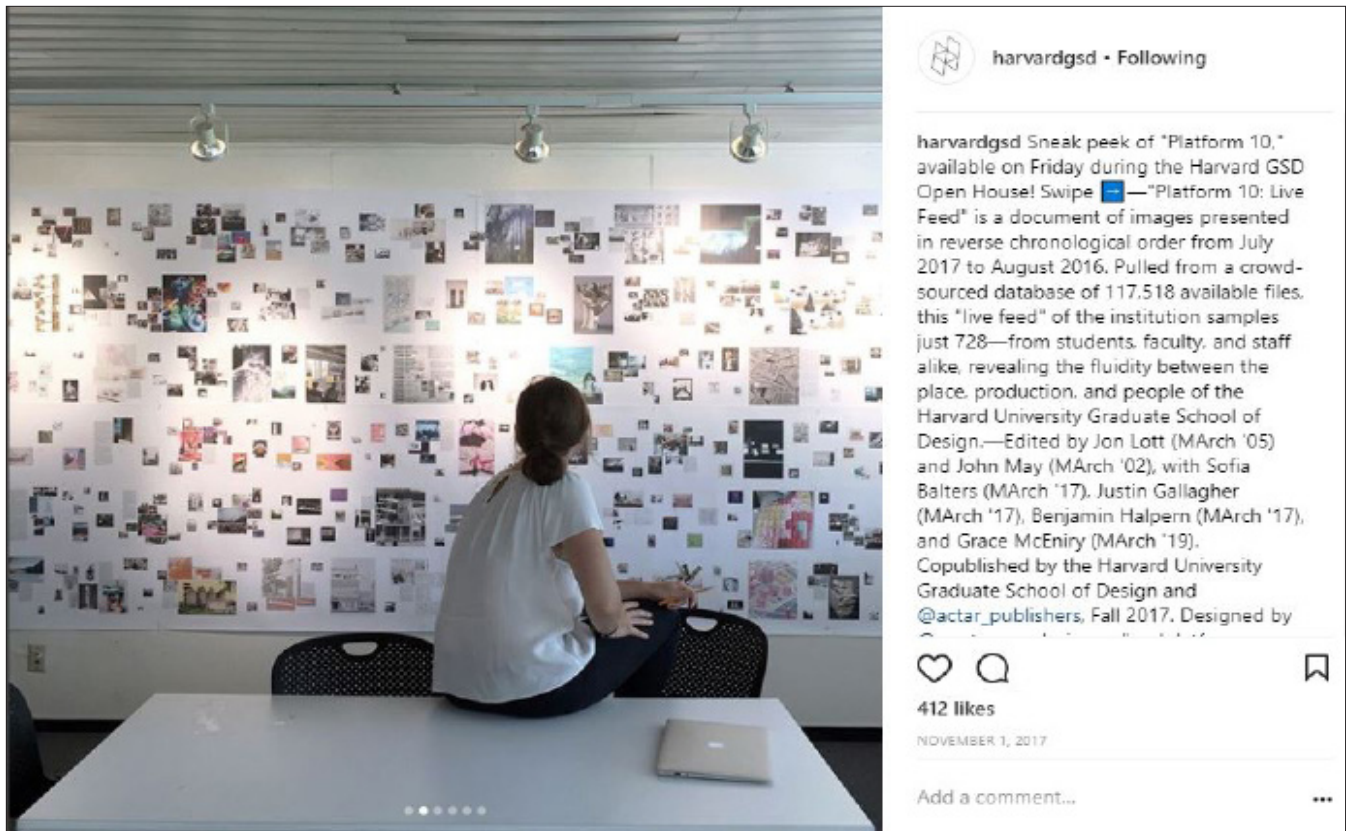 harvardgsd • Following
harvardgsd Sneak peek of "Platform 10,"
available on Friday during the Harvard GSD
Open House! Swipe ➡—"Platform 10: Live
Feed" is a document of images presented
in reverse chronological order from July
2017 to August 2016. Pulled from a crowd-
sourced database of 117,518 available files,
this "live feed" of the institution samples
just 728—from students, faculty, and staff
alike, revealing the fluidity between the
place, production, and people of the
Harvard University Graduate School of
Design.—Edited by Jon Lott (MArch '05)
and John May (MArch '02), with Sofia
Balters (MArch '17), Justin Gallagher
(MArch '17), Benjamin Halpern (MArch '17),
and Grace McEniry (MArch '19).
Copublished by the Harvard University
Graduate School of Design and
@actar_publishers, Fall 2017. Designed by
412 likes
NOVEMBER 1, 2017
Add a comment...